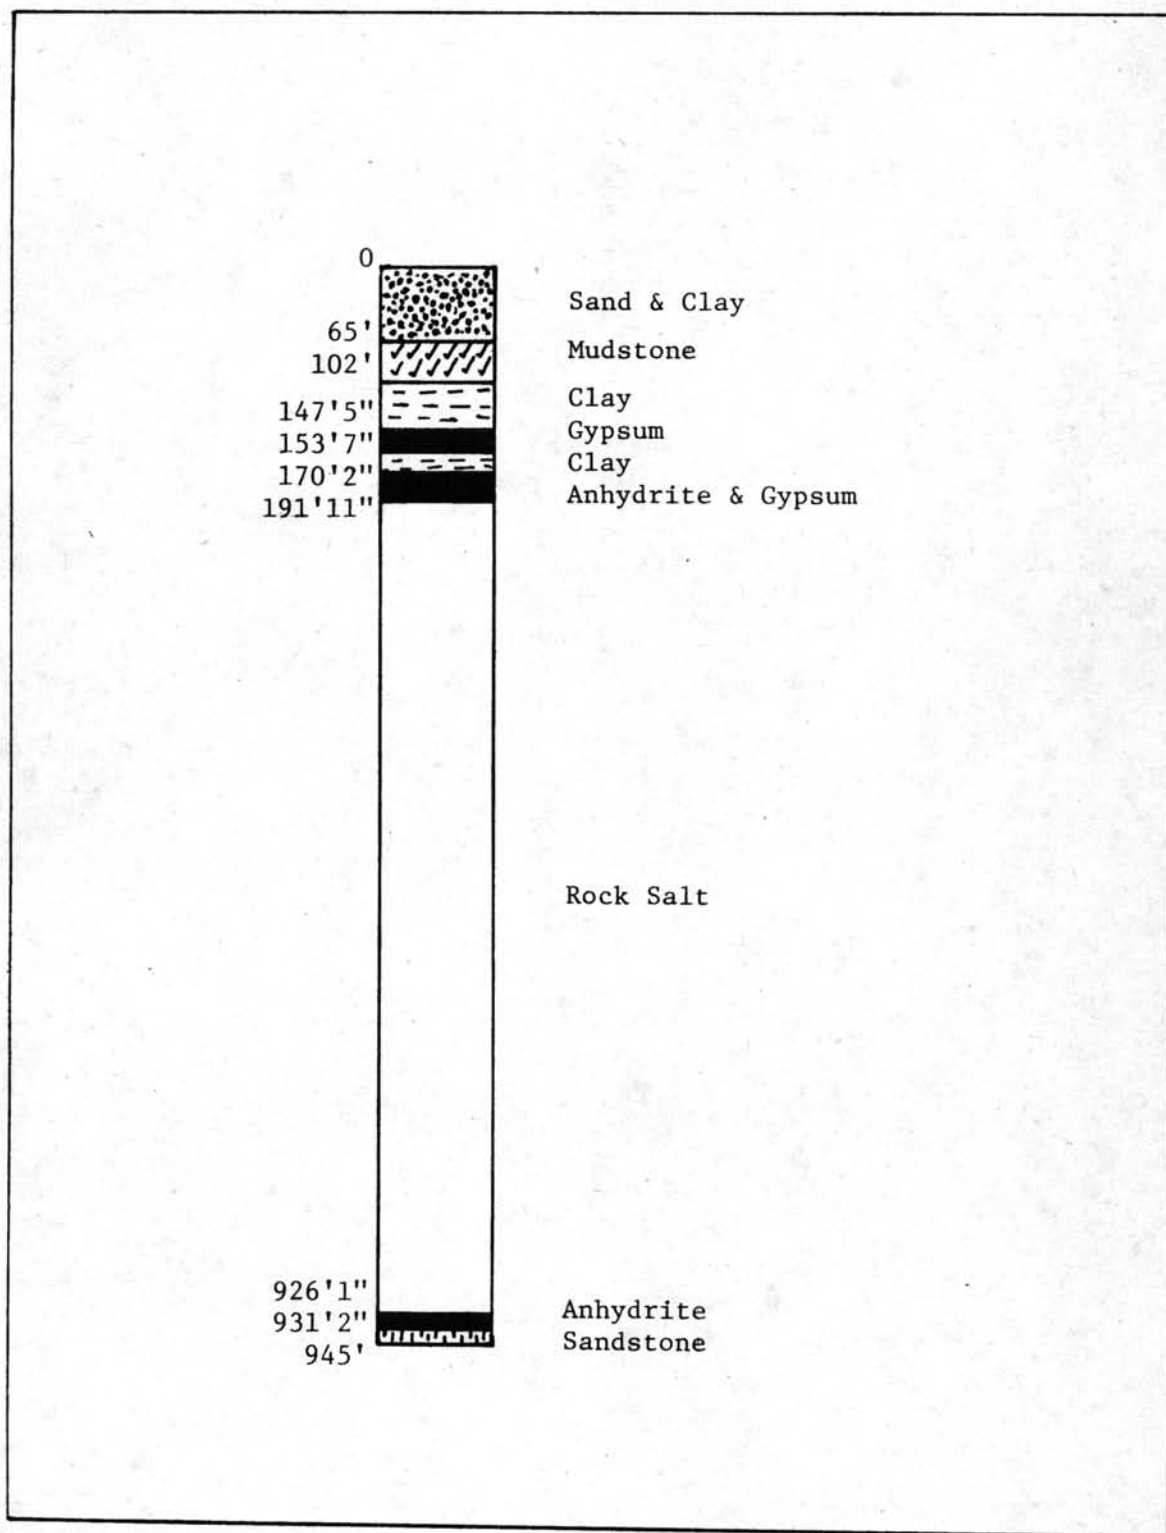 0
Sand & Clay
65'
Mudstone
102'
Clay
147'5"
Gypsum
153'7"
Clay
170'2"
Anhydrite & Gypsum
191'11"
Rock Salt
926'1"
Anhydrite
931'2"
Sandstone
945'